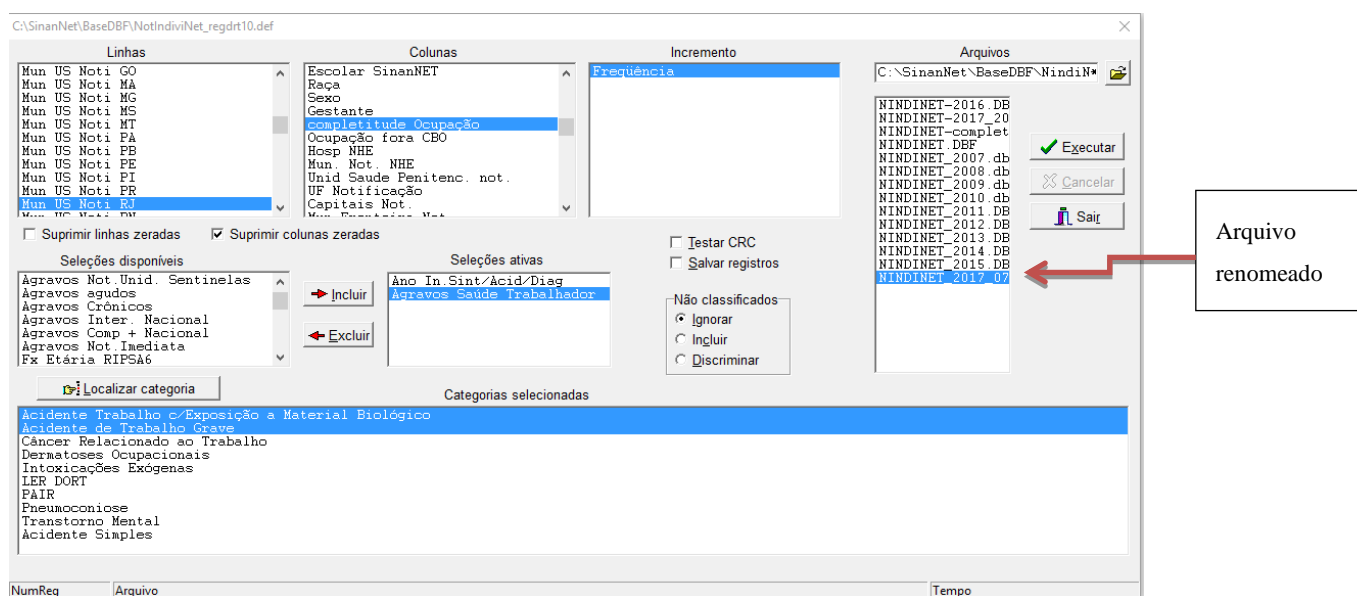 C:\SinanNet\BaseDBF\NotIndiviNet_regdrt10.def
Linhas
Mun US Noti GO
Mun US Noti MA
Mun US Noti MG
Mun US Noti MS
Mun US Noti MT
Mun US Noti PA
Mun US Noti PB
Mun US Noti PE
Mun US Noti PI
Mun US Noti PR
Mun US Noti RJ
Mun US Noti RN
Suprimir linhas zeradas
Suprimir colunas zeradas
Colunas
Escolar SinanNET
Raça
Sexo
Gestante
completitude Ocupação
Ocupação fora CBO
Hosp NHE
Mun. Not. NHE
Unid Saude Penitenc. not.
UF Notificação
Capitais Not.
Mun Fronteira Not
Incremento
Freqüência
Arquivos
C:\SinanNet\BaseDBF\NindiN*
NINDINET-2016.DB
NINDINET-2017_20
NINDINET-complet
NINDINET.DBF
NINDINET_2007.db
NINDINET_2008.db
NINDINET_2009.db
NINDINET_2010.db
NINDINET_2011.DB
NINDINET_2012.DB
NINDINET_2013.DB
NINDINET_2014.DB
NINDINET_2015.DB
NINDINET_2017_07
Executar
Cancelar
Sair
Arquivo
renomeado
Seleções disponíveis
Agravos Not.Unid. Sentinelas
Agravos agudos
Agravos Crônicos
Agravos Inter. Nacional
Agravos Comp + Nacional
Agravos Not.Imediata
Fx Etária RIPSA6
Incluir
Excluir
Seleções ativas
Ano In.Sint/Acid/Diag
Agravos Saúde Trabalhador
Testar CRC
Salvar registros
Não classificados
Ignorar
Incluir
Discriminar
Localizar categoria
Categorias selecionadas
Acidente Trabalho c/Exposição a Material Biológico
Acidente de Trabalho Grave
Câncer Relacionado ao Trabalho
Dermatoses Ocupacionais
Intoxicações Exógenas
LER DORT
PAIR
Pneumoconiose
Transtorno Mental
Acidente Simples
NumReg
Arquivo
Tempo